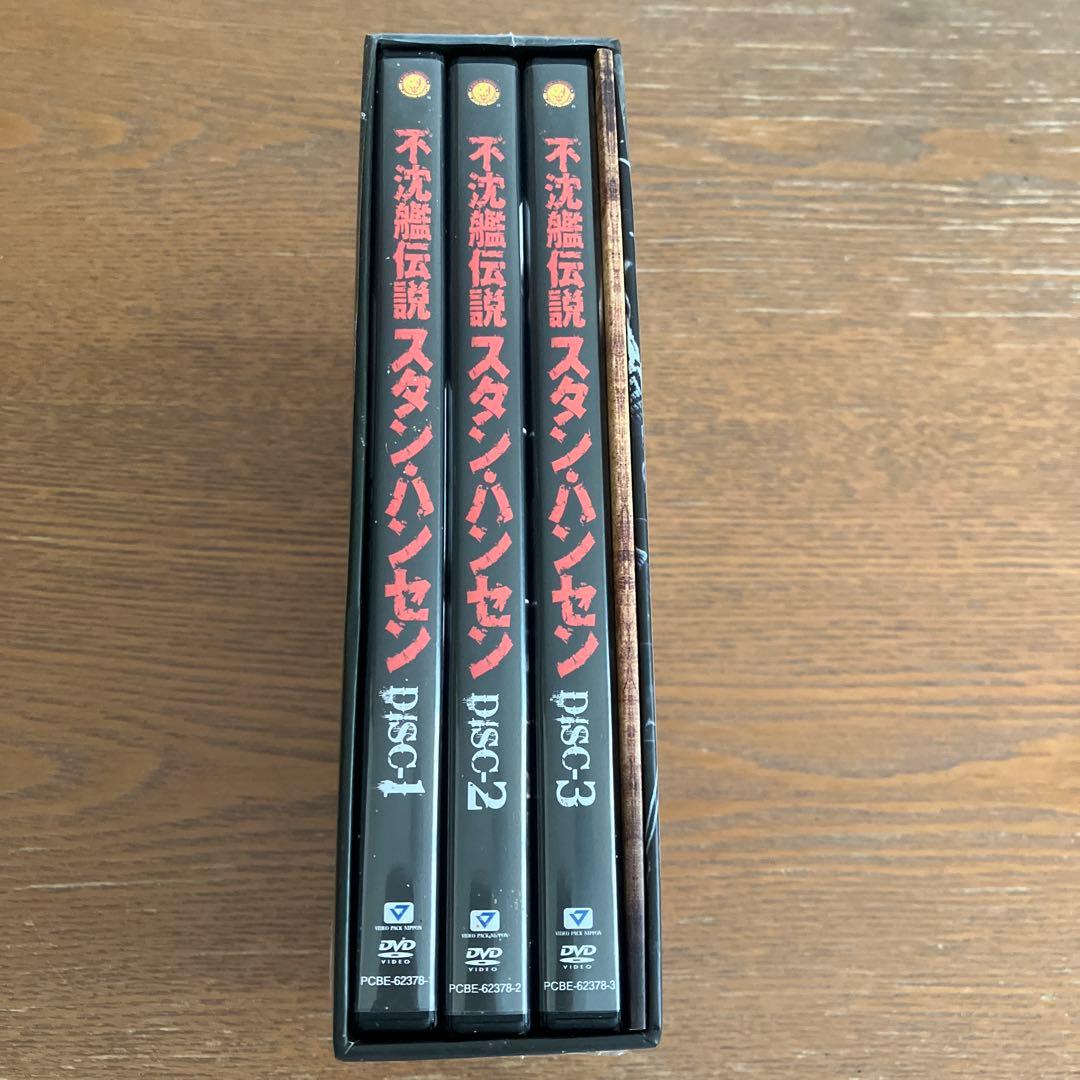 不沈艦伝説 スタン・ハンセン
DISC-1
VIDEO PACK NIPPON
DVD
VIDEO
PCBE-62378-1
不沈艦伝説 スタン・ハンセン
DISC-2
VIDEO PACK NIPPON
DVD
VIDEO
PCBE-62378-2
不沈艦伝説 スタン・ハンセン
DISC-3
VIDEO PACK NIPPON
DVD
VIDEO
PCBE-62378-3